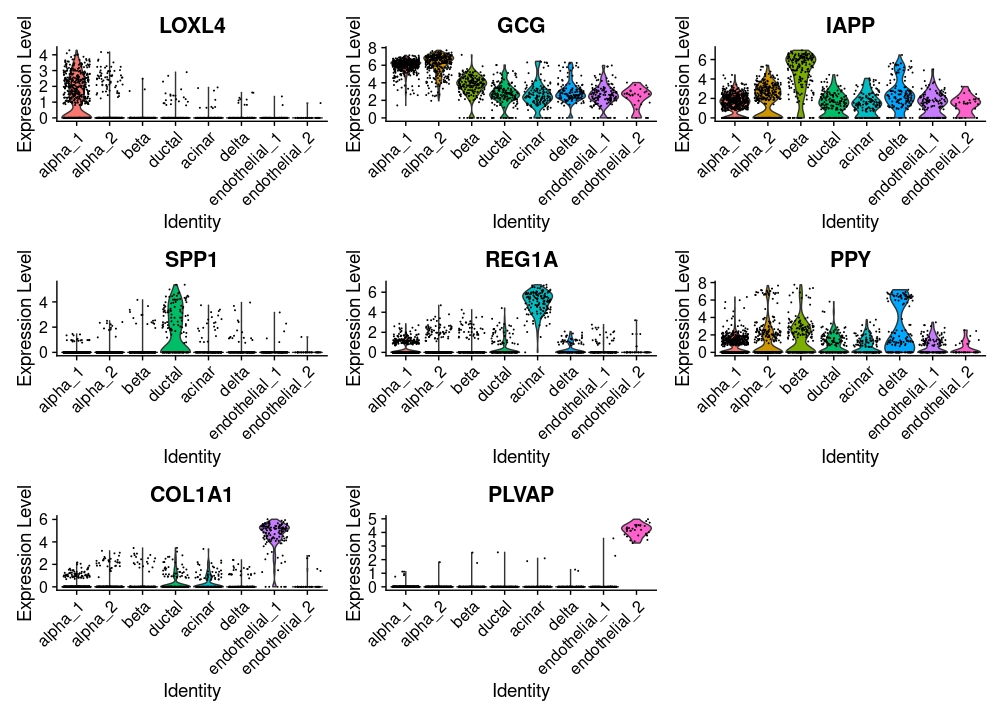 LOXL4
Expression Level
4
3
2
1
0
alpha_1
alpha_2
beta
ductal
acinar
delta
endothelial_1
endothelial_2
Identity
GCG
Expression Level
8
6
4
2
0
alpha_1
alpha_2
beta
ductal
acinar
delta
endothelial_1
endothelial_2
Identity
IAPP
Expression Level
6
4
2
0
alpha_1
alpha_2
beta
ductal
acinar
delta
endothelial_1
endothelial_2
Identity
SPP1
Expression Level
4
2
0
alpha_1
alpha_2
beta
ductal
acinar
delta
endothelial_1
endothelial_2
Identity
REG1A
Expression Level
6
4
2
0
alpha_1
alpha_2
beta
ductal
acinar
delta
endothelial_1
endothelial_2
Identity
PPY
Expression Level
8
6
4
2
0
alpha_1
alpha_2
beta
ductal
acinar
delta
endothelial_1
endothelial_2
Identity
COL1A1
Expression Level
6
4
2
0
alpha_1
alpha_2
beta
ductal
acinar
delta
endothelial_1
endothelial_2
Identity
PLVAP
Expression Level
5
4
3
2
1
0
alpha_1
alpha_2
beta
ductal
acinar
delta
endothelial_1
endothelial_2
Identity